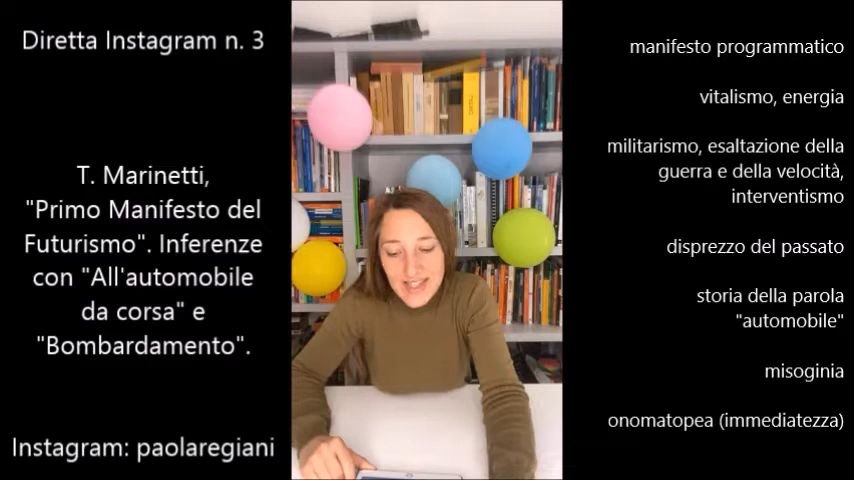 Diretta Instagram n. 3
T. Marinetti,
"Primo Manifesto del
Futurismo". Inferenze
con "All'automobile
da corsa" e
"Bombardamento".
Instagram: paolaregiani
manifesto programmatico
vitalismo, energia
militarismo, esaltazione della
guerra e della velocità,
interventismo
disprezzo del passato
storia della parola
"automobile"
misoginia
onomatopea (immediatezza)